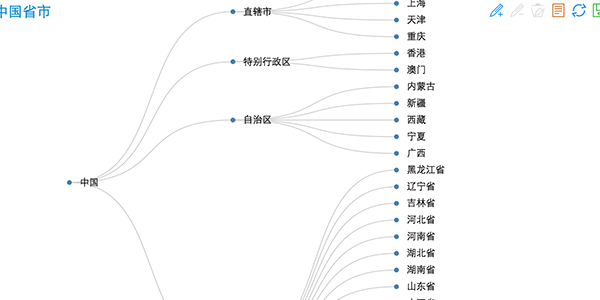 中国省市
中国
直辖市
上海
天津
重庆
特别行政区
香港
澳门
自治区
内蒙古
新疆
西藏
宁夏
广西
黑龙江省
辽宁省
吉林省
河北省
河南省
湖北省
湖南省
山东省